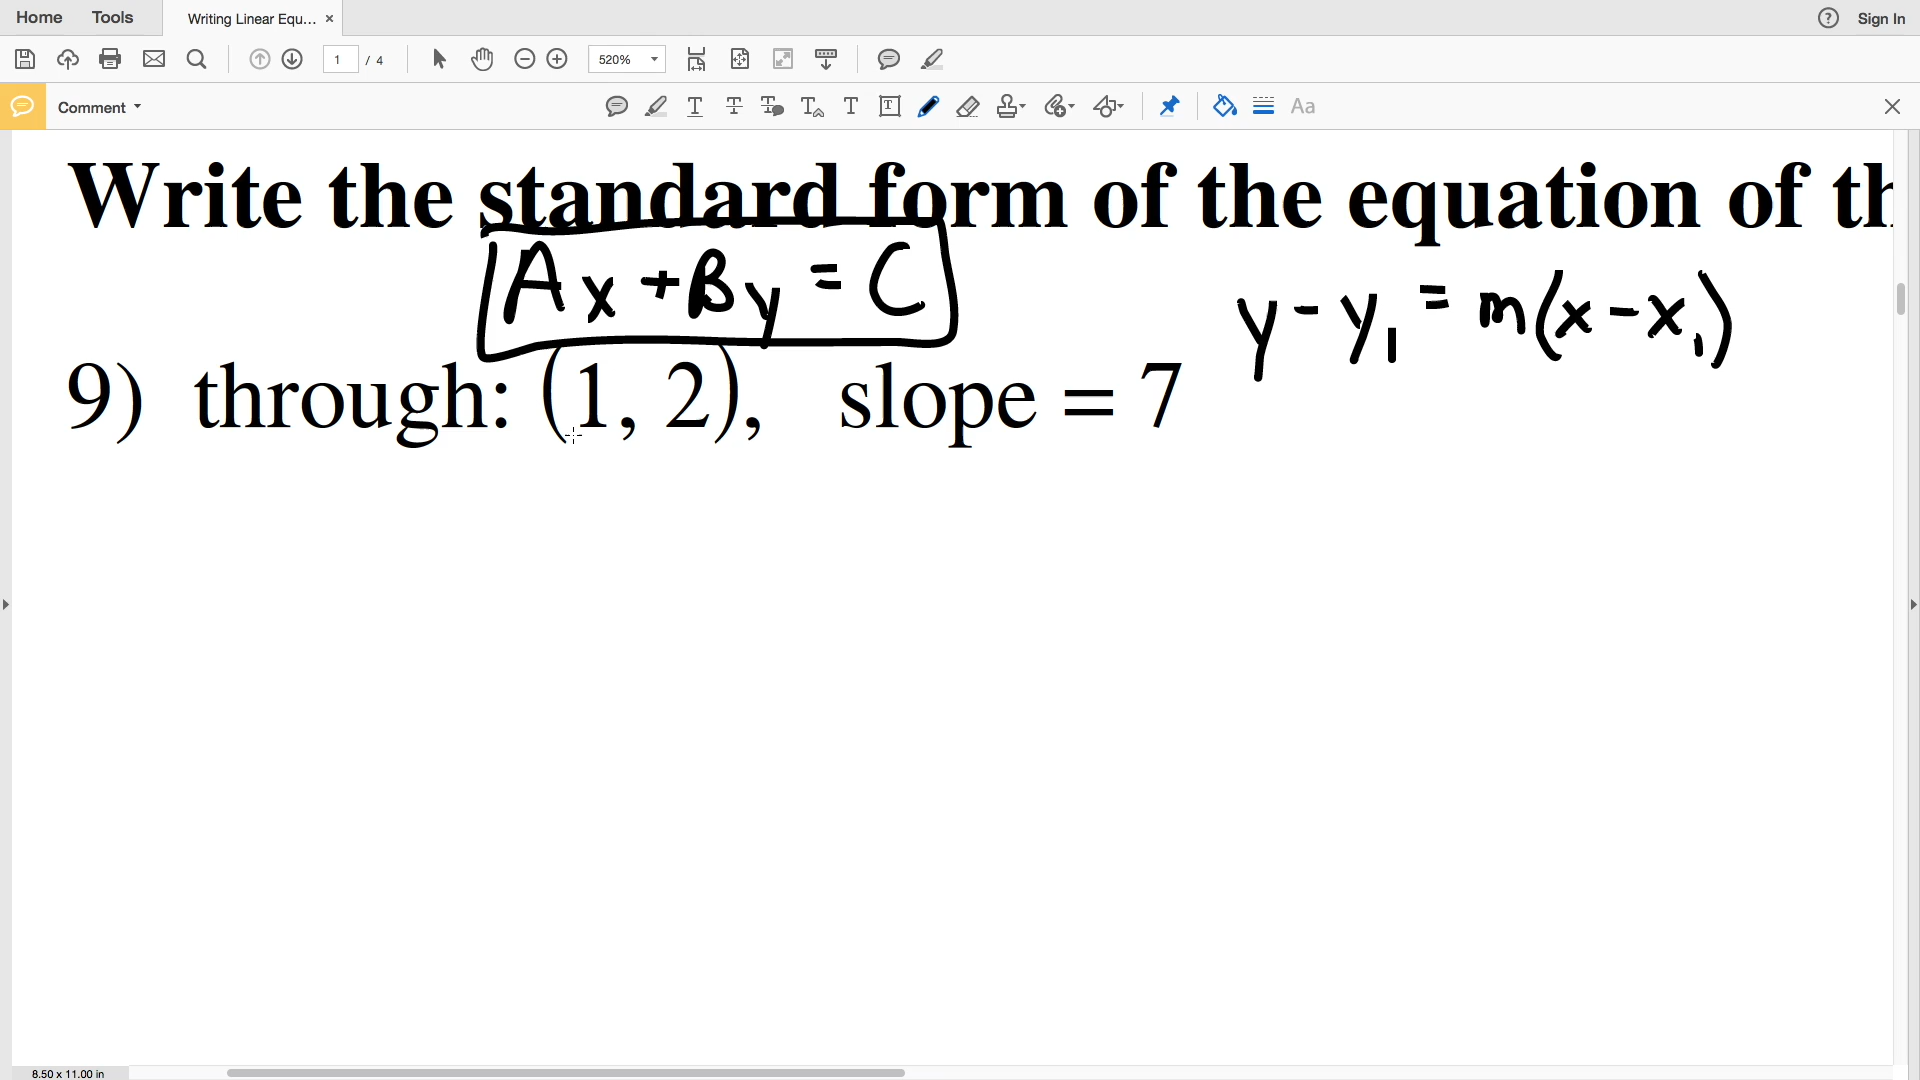 Home Tools Writing Linear Equ... × ? Sign In
1 / 4 520%
Comment T T T T T T Aa
Write the standard form of the equation of th
Ax + By = C
y - y₁ = m(x - x₁)
9) through: (1, 2), slope = 7
8.50 x 11.00 in